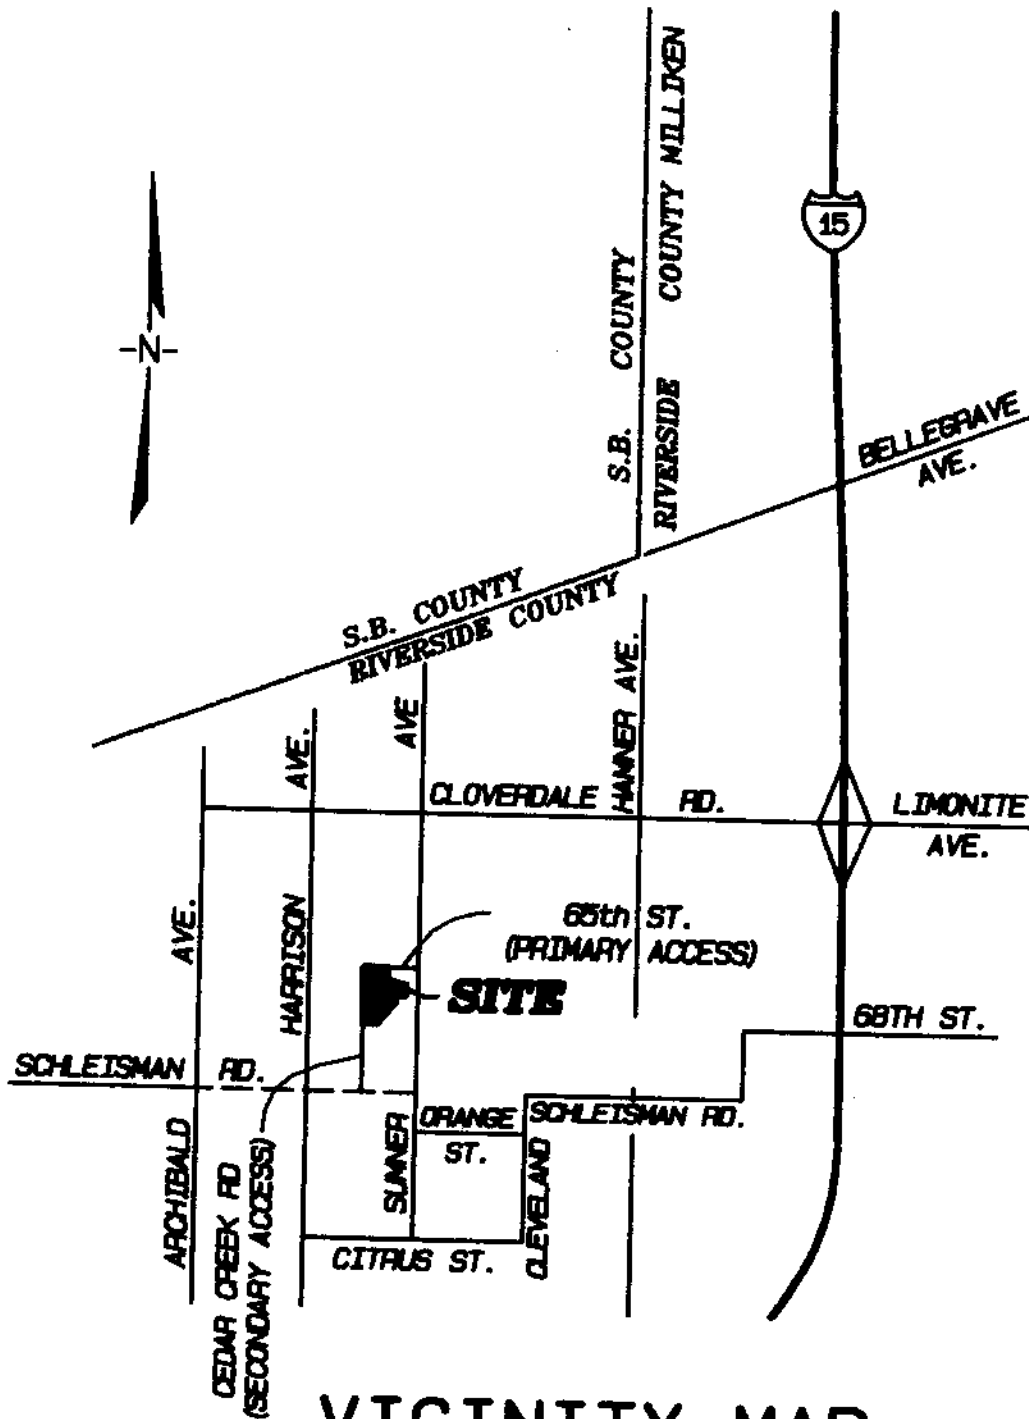 COUNTY MILLIKEN
RIVERSIDE
S.B. COUNTY
15
-N-
BELLEGRAVE
AVE.
S.B. COUNTY
RIVERSIDE COUNTY
HAMNER AVE.
AVE
AVE.
CLOVERDALE RD.
LIMONITE
AVE.
AVE.
HARRISON
65th ST.
(PRIMARY ACCESS)
SITE
68TH ST.
SCHLEISMAN RD.
ORANGE
ST.
SCHLEISMAN RD.
ARCHIBALD
SUMNER
CLEVELAND
CITRUS ST.
CEDAR CREEK RD
(SECONDARY ACCESS)
VICINITY MAP